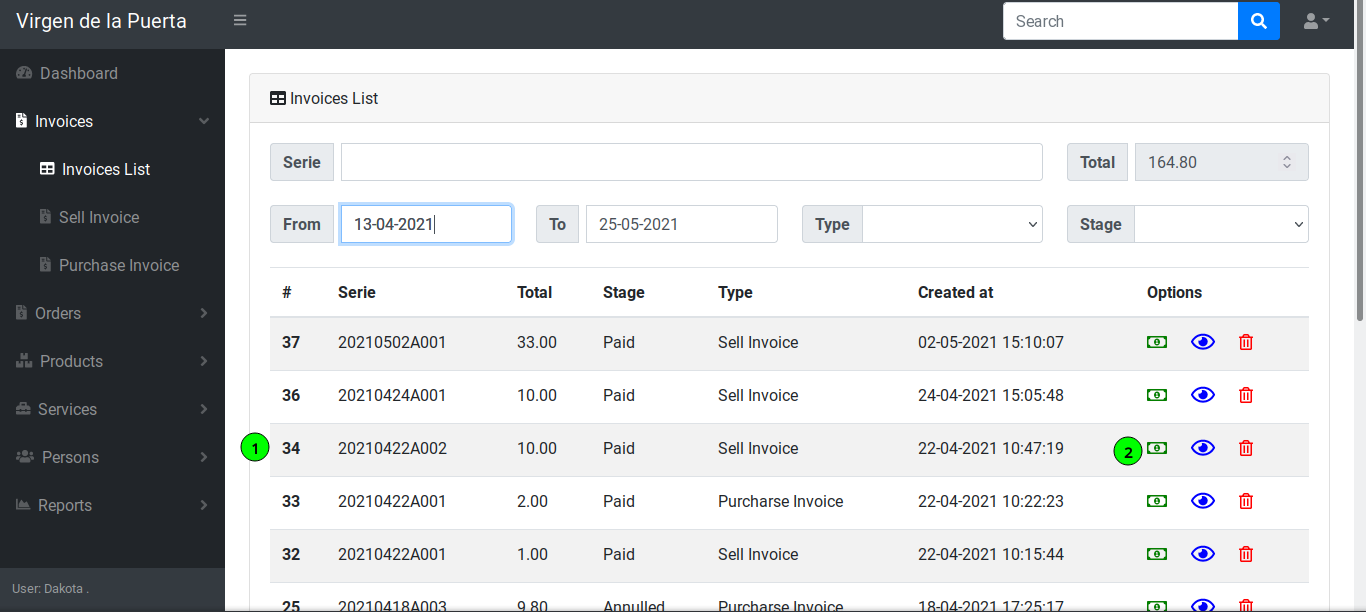 Virgen de la Puerta
Search
Dashboard
Invoices
Invoices List
Sell Invoice
Purchase Invoice
Orders
Products
Services
Persons
Reports
User: Dakota .
Invoices List
Serie Total 164.80
From 13-04-2021 To 25-05-2021 Type Stage
# Serie Total Stage Type Created at Options
37 20210502A001 33.00 Paid Sell Invoice 02-05-2021 15:10:07
36 20210424A001 10.00 Paid Sell Invoice 24-04-2021 15:05:48
1 34 20210422A002 10.00 Paid Sell Invoice 22-04-2021 10:47:19 2
33 20210422A001 2.00 Paid Purcharse Invoice 22-04-2021 10:22:23
32 20210422A001 1.00 Paid Sell Invoice 22-04-2021 10:15:44
25 20210418A003 9.80 Annulled Purcharse Invoice 18-04-2021 17:25:17